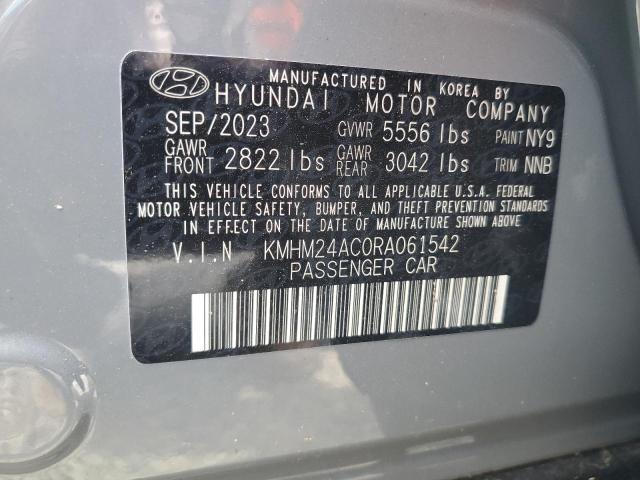 MANUFACTURED IN KOREA BY
HYUNDAI MOTOR COMPANY
SEP/2023 GVWR 5556 lbs PAINT NY9
GAWR FRONT 2822 lbs GAWR REAR 3042 lbs TRIM NNB
THIS VEHICLE CONFORMS TO ALL APPLICABLE U.S.A. FEDERAL
MOTOR VEHICLE SAFETY, BUMPER, AND THEFT PREVENTION STANDARDS
IN EFFECT ON THE DATE OF MANUFACTURE SHOWN ABOVE
V.I.N KMHM24AC0RA061542
PASSENGER CAR